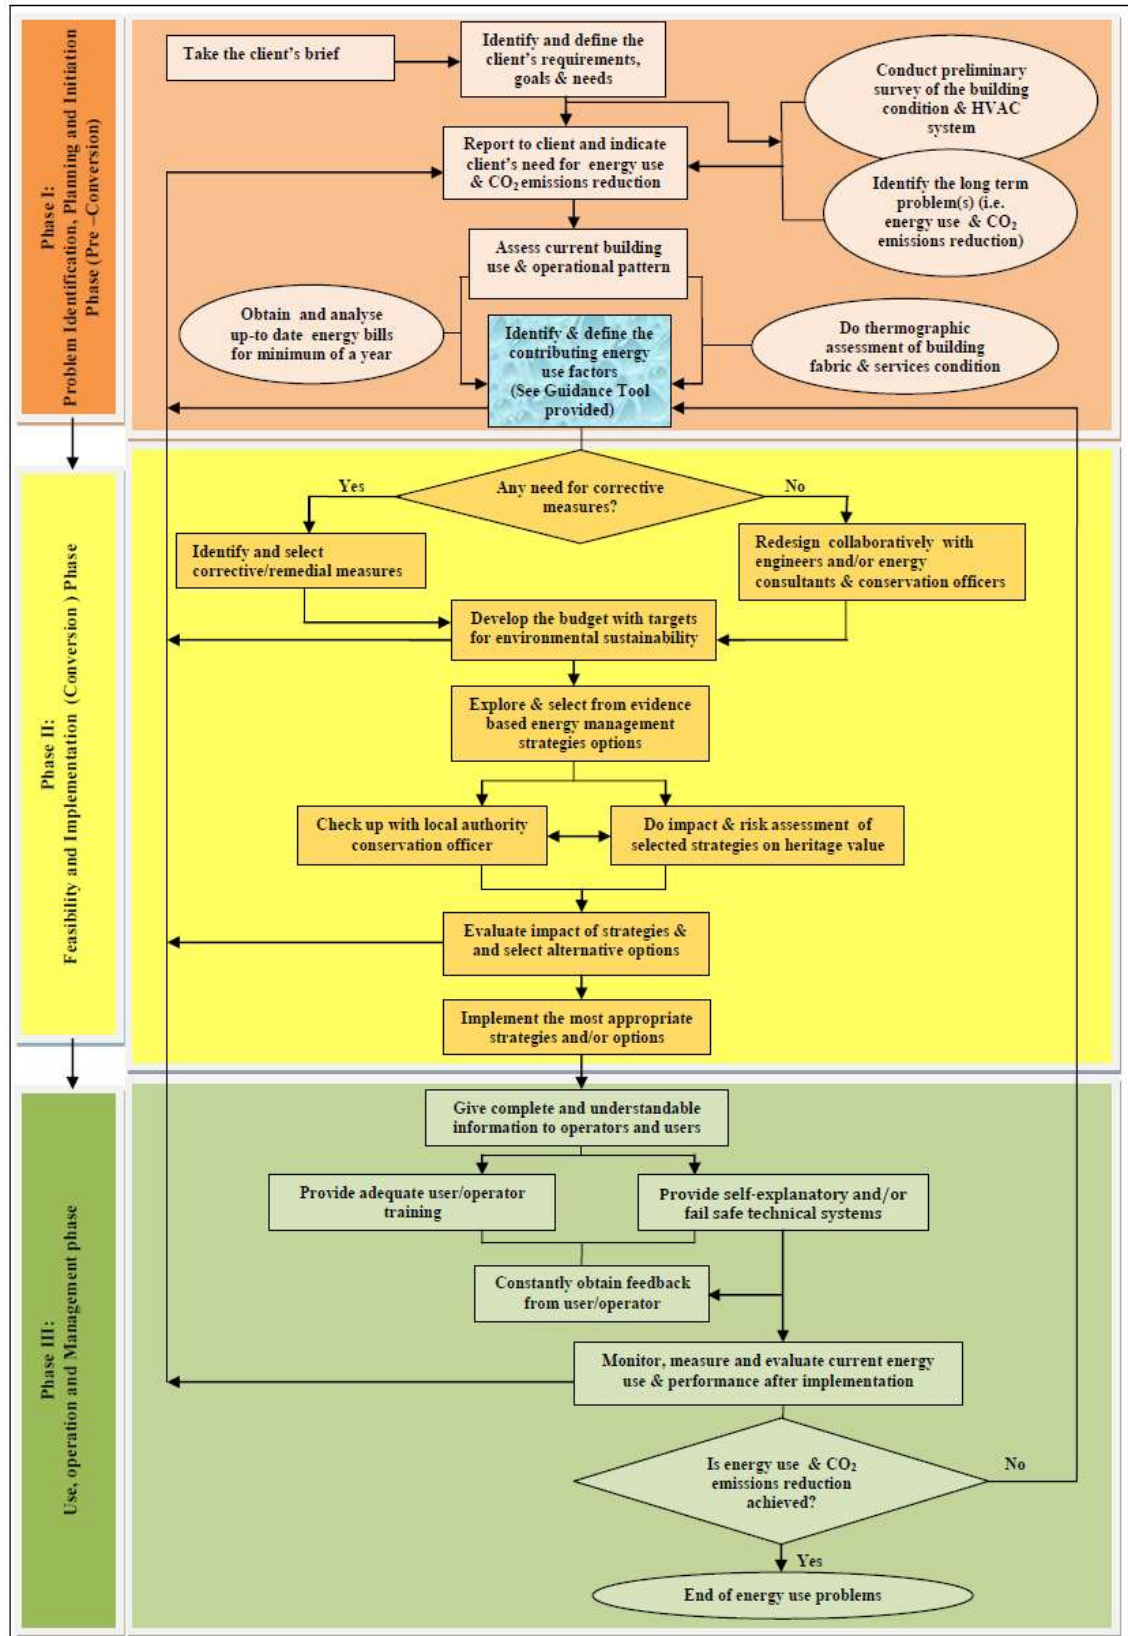 Phase I:
Problem Identification, Planning and Initiation
Phase (Pre –Conversion)
Take the client's brief
Identify and define the
client's requirements,
goals & needs
Conduct preliminary
survey of the building
condition & HVAC
system
Report to client and indicate
client's need for energy use
& CO₂ emissions reduction
Identify the long term
problem(s) (i.e.
energy use & CO₂
emissions reduction)
Assess current building
use & operational pattern
Obtain and analyse
up-to date energy bills
for minimum of a year
Identify & define the
contributing energy
use factors
(See Guidance Tool
provided)
Do thermographic
assessment of building
fabric & services condition
Phase II:
Feasibility and Implementation (Conversion ) Phase
Any need for corrective
measures?
Yes
No
Identify and select
corrective/remedial measures
Redesign collaboratively with
engineers and/or energy
consultants & conservation officers
Develop the budget with targets
for environmental sustainability
Explore & select from evidence
based energy management
strategies options
Check up with local authority
conservation officer
Do impact & risk assessment of
selected strategies on heritage value
Evaluate impact of strategies &
and select alternative options
Implement the most appropriate
strategies and/or options
Phase III:
Use, operation and Management phase
Give complete and understandable
information to operators and users
Provide adequate user/operator
training
Provide self-explanatory and/or
fail safe technical systems
Constantly obtain feedback
from user/operator
Monitor, measure and evaluate current energy
use & performance after implementation
Is energy use & CO₂
emissions reduction
achieved?
No
Yes
End of energy use problems